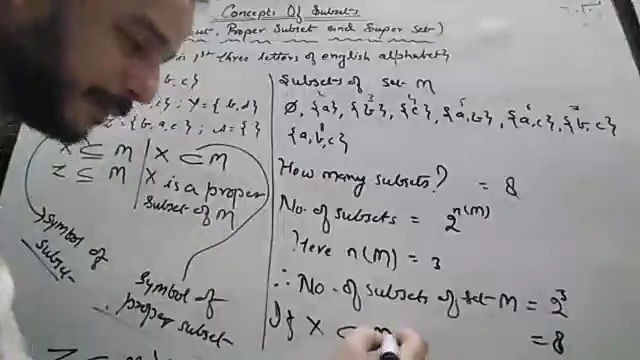 Concepts Of Subsets
, Proper Subset and Super Set)
1st three letters of english alphabet}
b, c}
; Y = { b, d}
{b, a, c} ; A = { }
X ⊆ M | X ⊂ M
Z ⊆ M | X is a proper
Subset of M
Symbol of
Symbol of
proper subset
Subsets of set M
∅, {a}, {b}, {c}, {a, b}, {a, c}, {b, c}
{a, b, c}
How many subsets? = 8
No. of subsets = 2^n(M)
Here n(M) = 3
∴ No. of subsets of set M = 2^3
= 8
If X ⊂ M